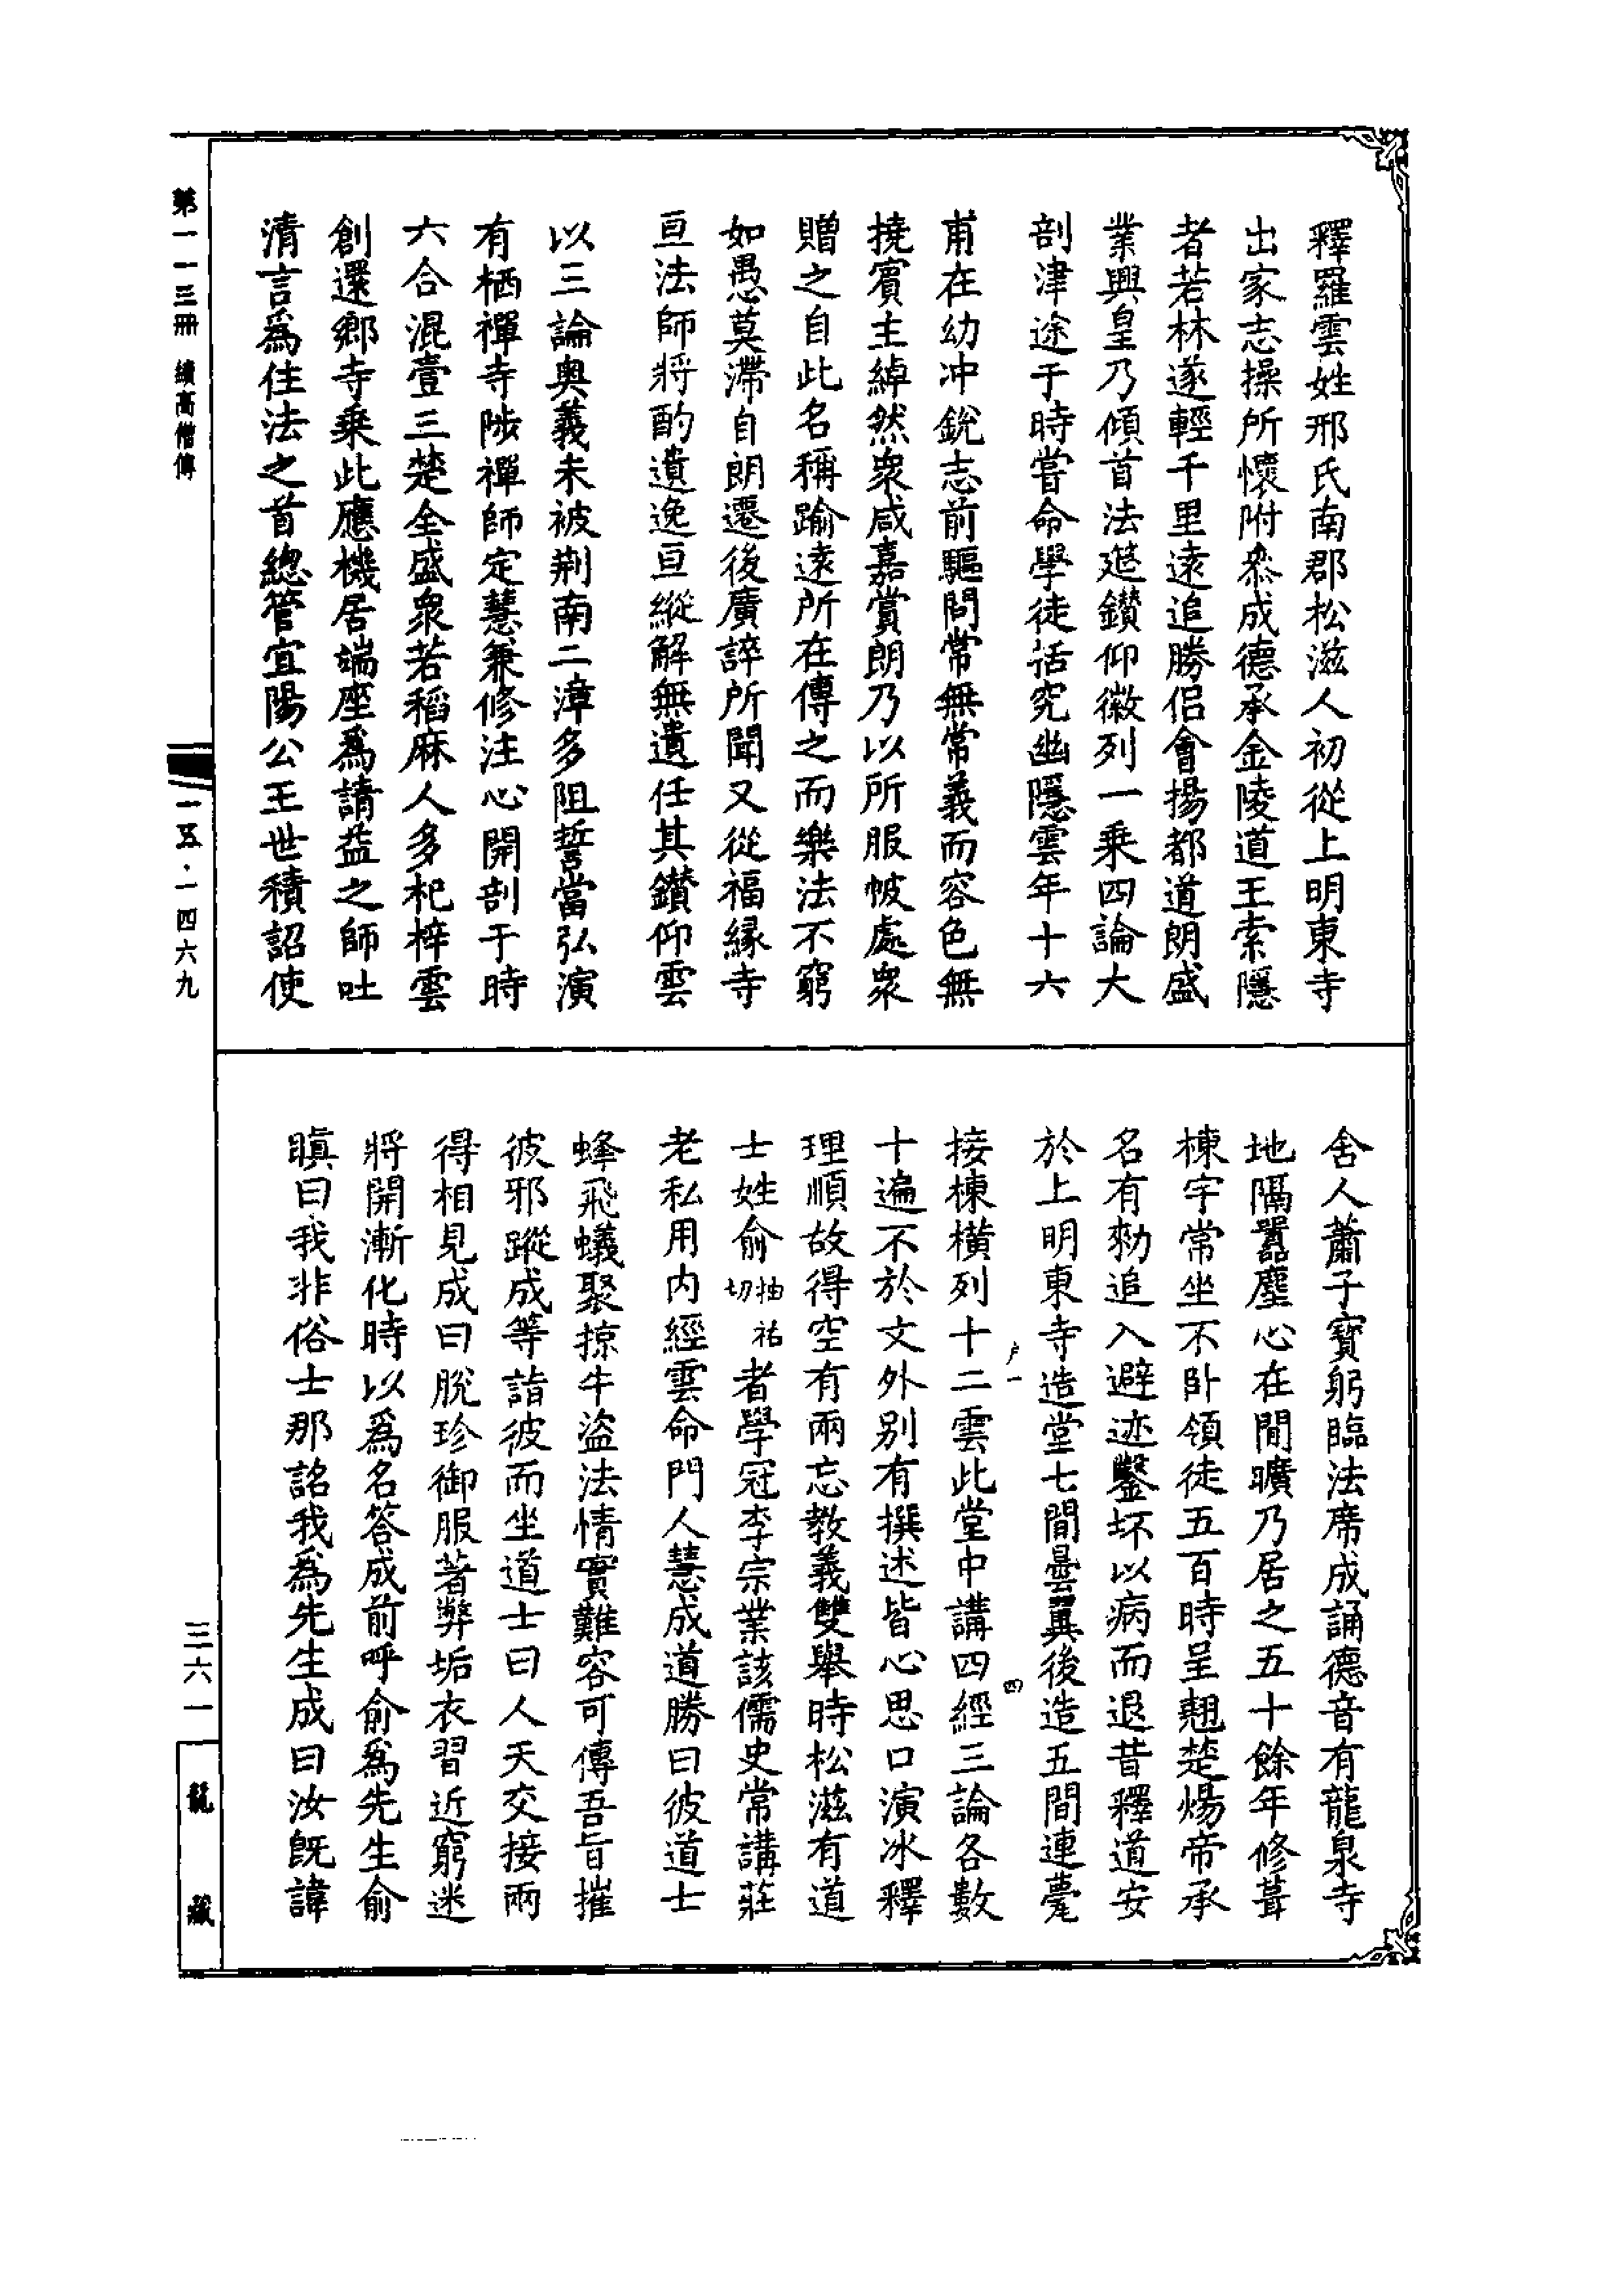 釋羅雲姓邢氏南郡松滋人初從上明東寺
出家志操所懷附叅成德承金陵道王索隱
者若林遂輕千里遠追勝侣會揚都道朗盛
業興皇乃傾首法筵鑽仰徽列一乘四論大
剖津途于時嘗命學徒括究幽隱雲年十六
甫在幼沖銳志前驅問常無常義而容色無
撓賓主綽然衆咸嘉賞朗乃以所服帔處衆
贈之自此名稱踰遠所在傳之而樂法不窮
如愚莫滯自朗遷後廣誶所聞又從福緣寺
亘法師將酌遺逸亘縱解無遺任其鑽仰雲
以三論奥義未被荆南二漳多阻誓當弘演
有栖禪寺陟禪師定慧兼修注心開剖于時
六合混壹三楚全盛衆若稻麻人多杞梓雲
創還鄉寺乘此應機居端座爲請益之師吐
清言爲住法之首總管宜陽公王世積詔使
舍人蕭子寶躬臨法席成誦德音有龍泉寺
地隔囂塵心在閒曠乃居之五十餘年修葺
棟宇常坐不卧領徒五百時呈翹楚煬帝承
名有勑追入避迹鑿坏以病而退昔釋道安
於上明東寺造堂七間曇翼後造五間連甍
接棟橫列十二雲此堂中講四經三論各數
十遍不於文外别有撰述皆心思口演冰釋
理順故得空有兩忘教義雙舉時松滋有道
士姓俞抽祐切者學冠李宗業該儒史常講莊
老私用内經雲命門人慧成道勝曰彼道士
蜂飛蟻聚掠牛盜法情實難容可傳吾旨摧
彼邪蹤成等詣彼而坐道士曰人天交接兩
得相見成曰脫珍御服著弊垢衣習近窮迷
將開漸化時以爲名答成前呼俞爲先生俞
瞋曰我非俗士那詺我爲先生成曰汝既諱
户一
四
第一一三冊 續高僧傳
一五·一四六九
三六一
龍藏